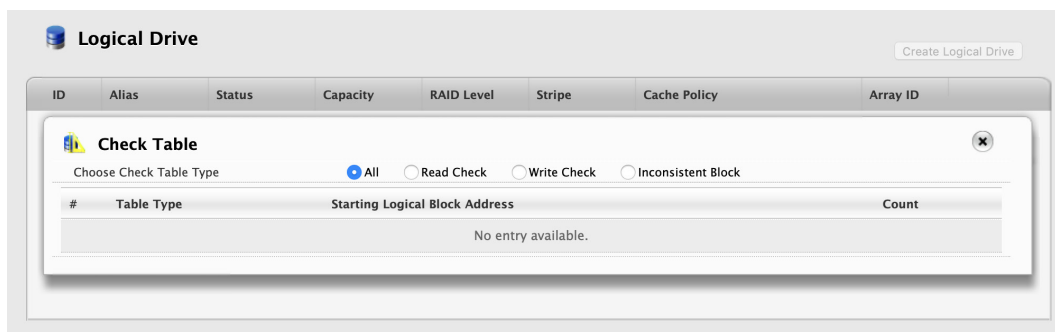 Logical Drive
Create Logical Drive
ID Alias Status Capacity RAID Level Stripe Cache Policy Array ID
Check Table
Choose Check Table Type All Read Check Write Check Inconsistent Block
# Table Type Starting Logical Block Address Count
No entry available.